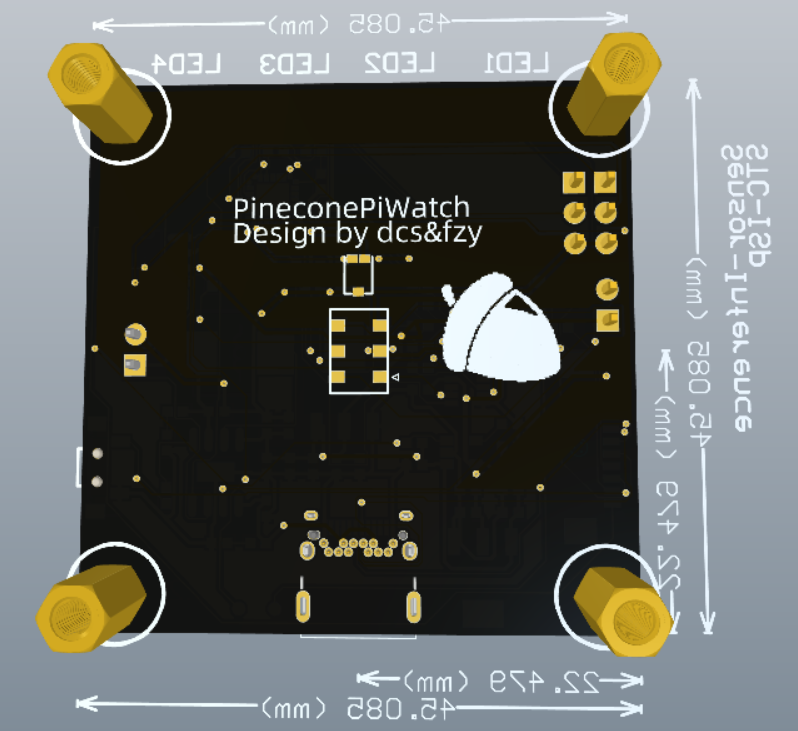 45.085 (mm)
LED4 LED3 LED2 LED1
PineconePiWatch
Design by dcs&fzy
STC-ISP
Sensor-Interence
45.085 (mm)
22.479 (mm)
22.479 (mm)
45.085 (mm)